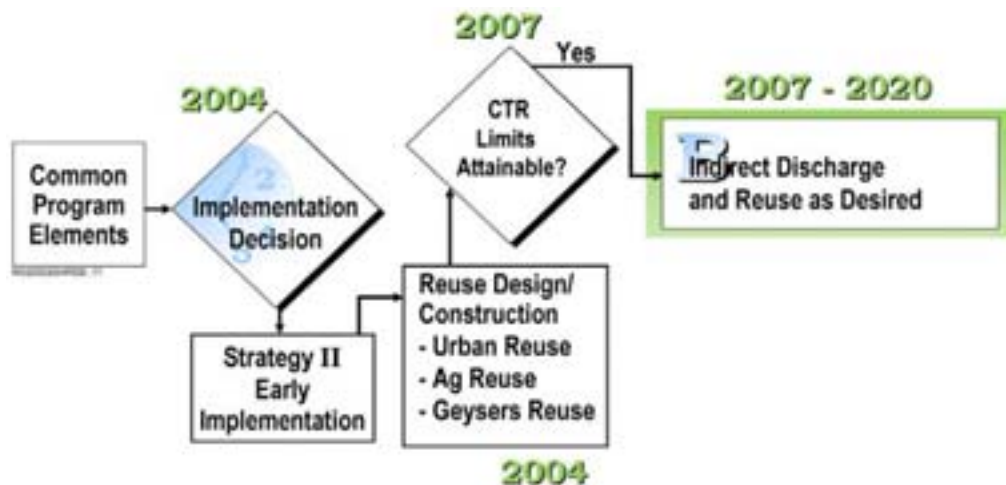 Common
Program
Elements
2004
2
Implementation
Decision
Strategy II
Early
Implementation
Reuse Design/
Construction
- Urban Reuse
- Ag Reuse
- Geysers Reuse
2004
2007
CTR
Limits
Attainable?
Yes
2007 - 2020
B
Indirect Discharge
and Reuse as Desired